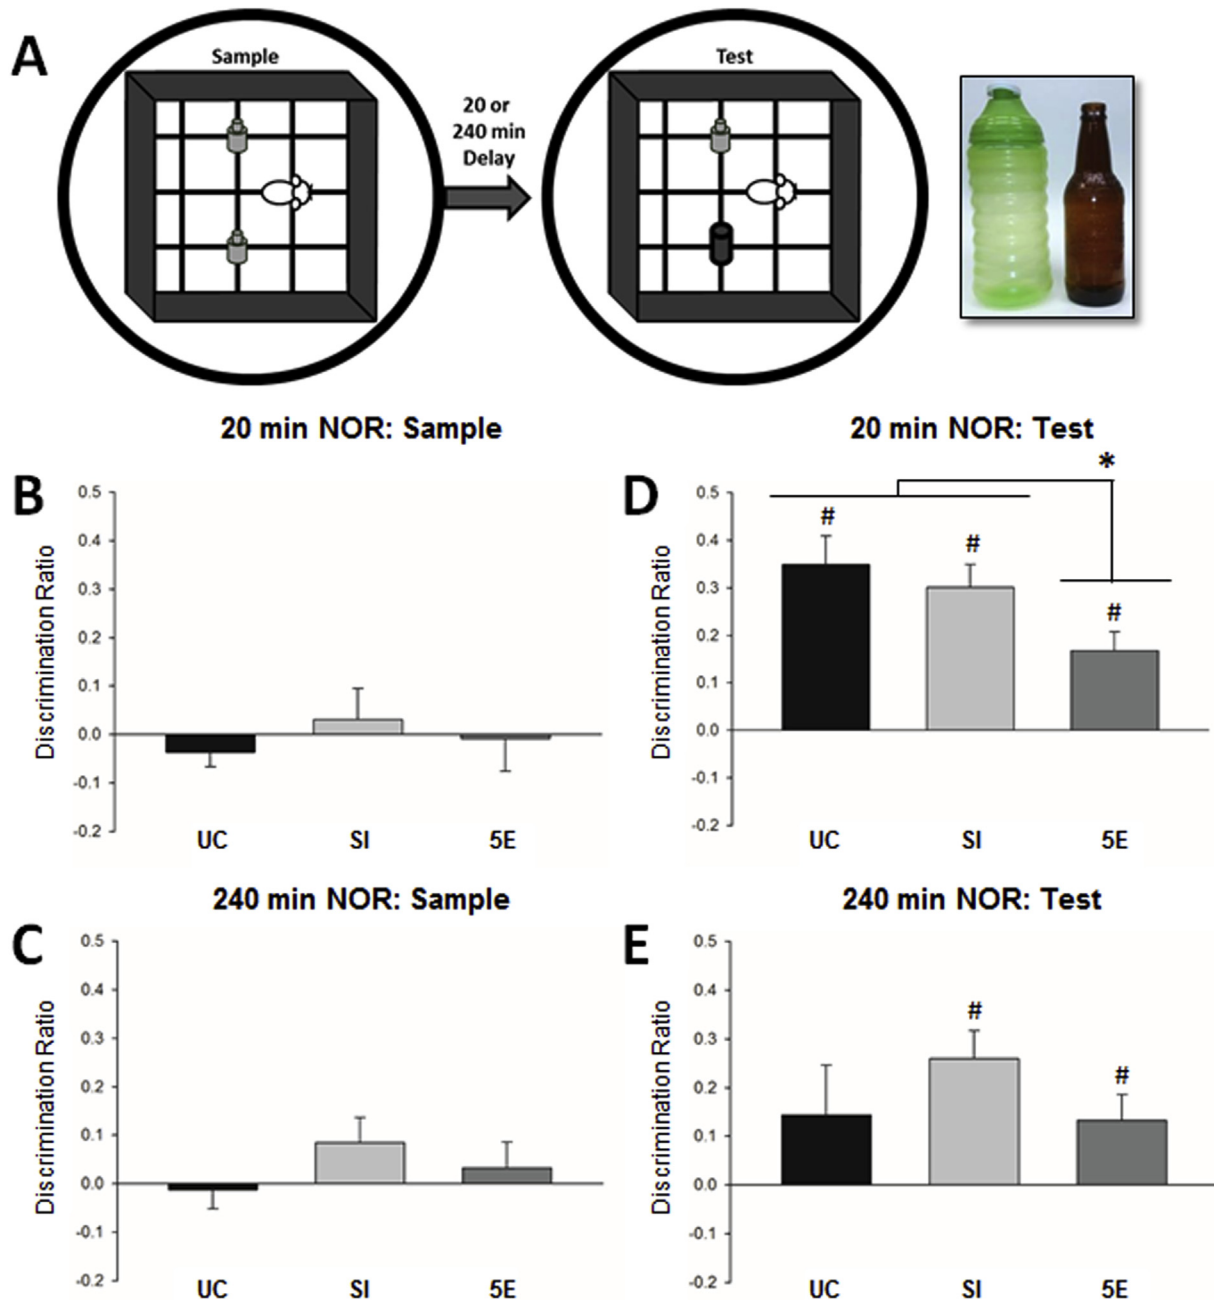 A
Sample
20 or
240 min
Delay
Test
20 min NOR: Sample
B
Discrimination Ratio
0.5
0.4
0.3
0.2
0.1
0.0
-0.1
-0.2
UC SI 5E
20 min NOR: Test
D
Discrimination Ratio
0.5
0.4
0.3
0.2
0.1
0.0
-0.1
-0.2
*
# # #
UC SI 5E
240 min NOR: Sample
C
Discrimination Ratio
0.5
0.4
0.3
0.2
0.1
0.0
-0.1
-0.2
UC SI 5E
240 min NOR: Test
E
Discrimination Ratio
0.5
0.4
0.3
0.2
0.1
0.0
-0.1
-0.2
# #
UC SI 5E